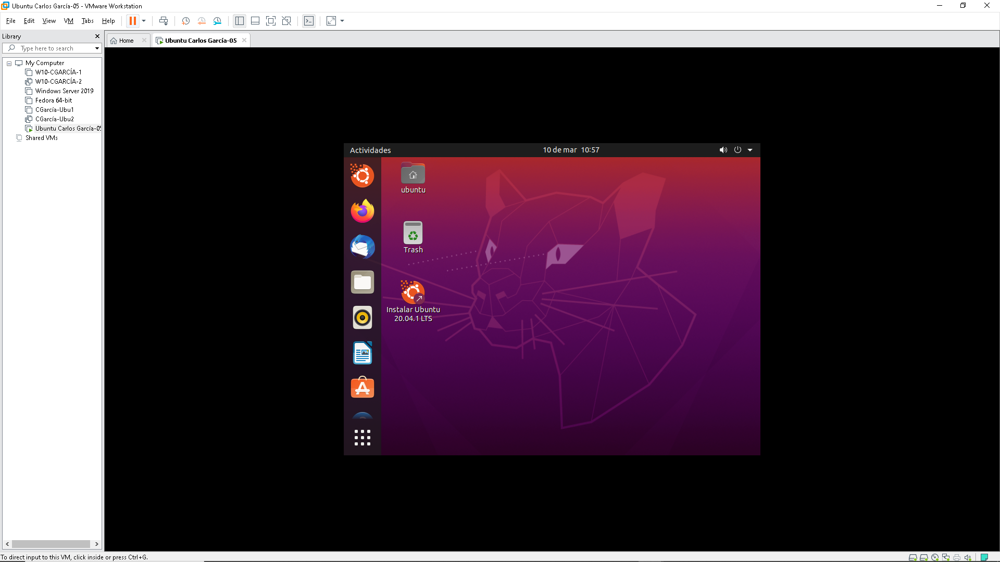 Ubuntu Carlos García-05 - VMware Workstation
File Edit View VM Tabs Help
Library
Home
Ubuntu Carlos García-05
Type here to search
My Computer
W10-CGARCÍA-1
W10-CGARCÍA-2
Windows Server 2019
Fedora 64-bit
CGarcía-Ubu1
CGarcía-Ubu2
Ubuntu Carlos García-05
Shared VMs
Actividades
10 de mar 10:57
ubuntu
Trash
Instalar Ubuntu
20.04.1 LTS
To direct input to this VM, click inside or press Ctrl+G.